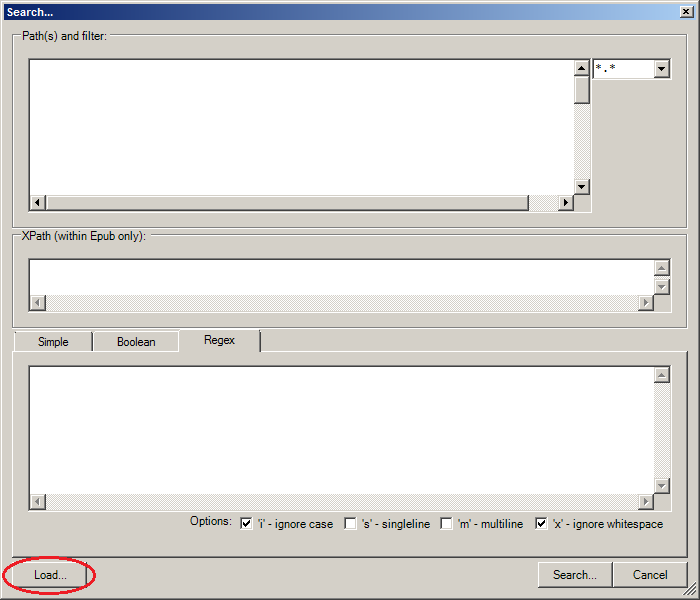 Search...
Path(s) and filter:
*.*
XPath (within Epub only):
Simple Boolean Regex
Options: 'i' - ignore case 's' - singleline 'm' - multiline 'x' - ignore whitespace
Load... Search... Cancel